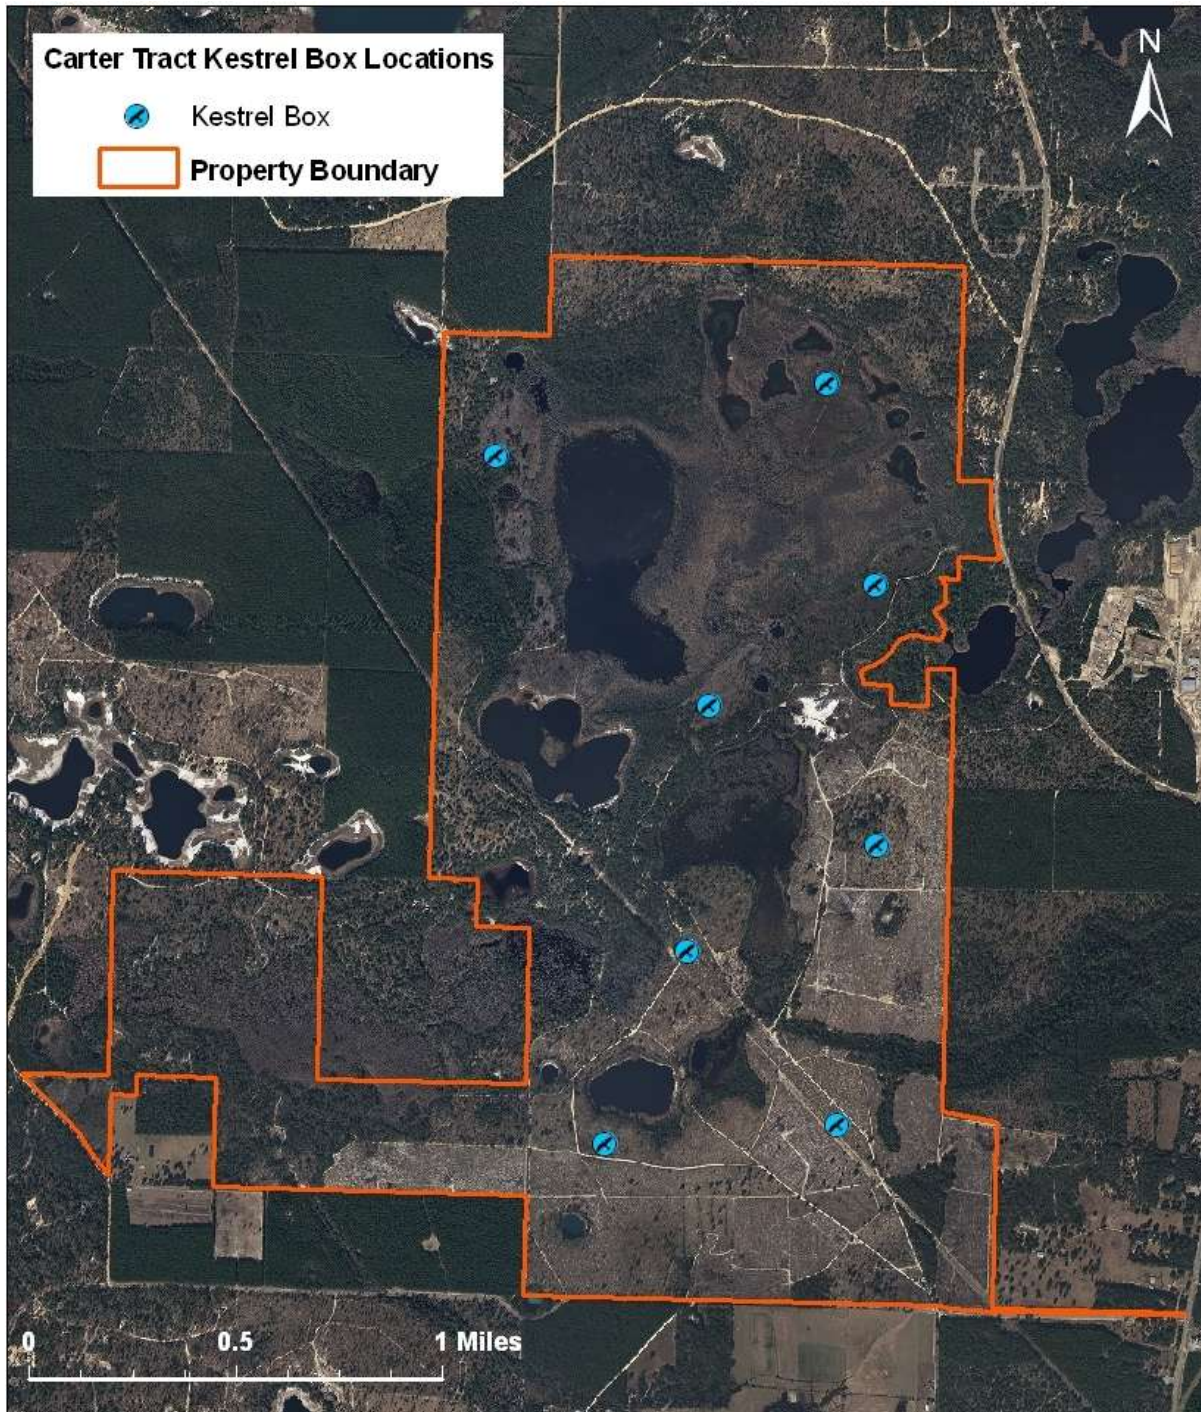 Carter Tract Kestrel Box Locations
Kestrel Box
Property Boundary
N
0 0.5 1 Miles